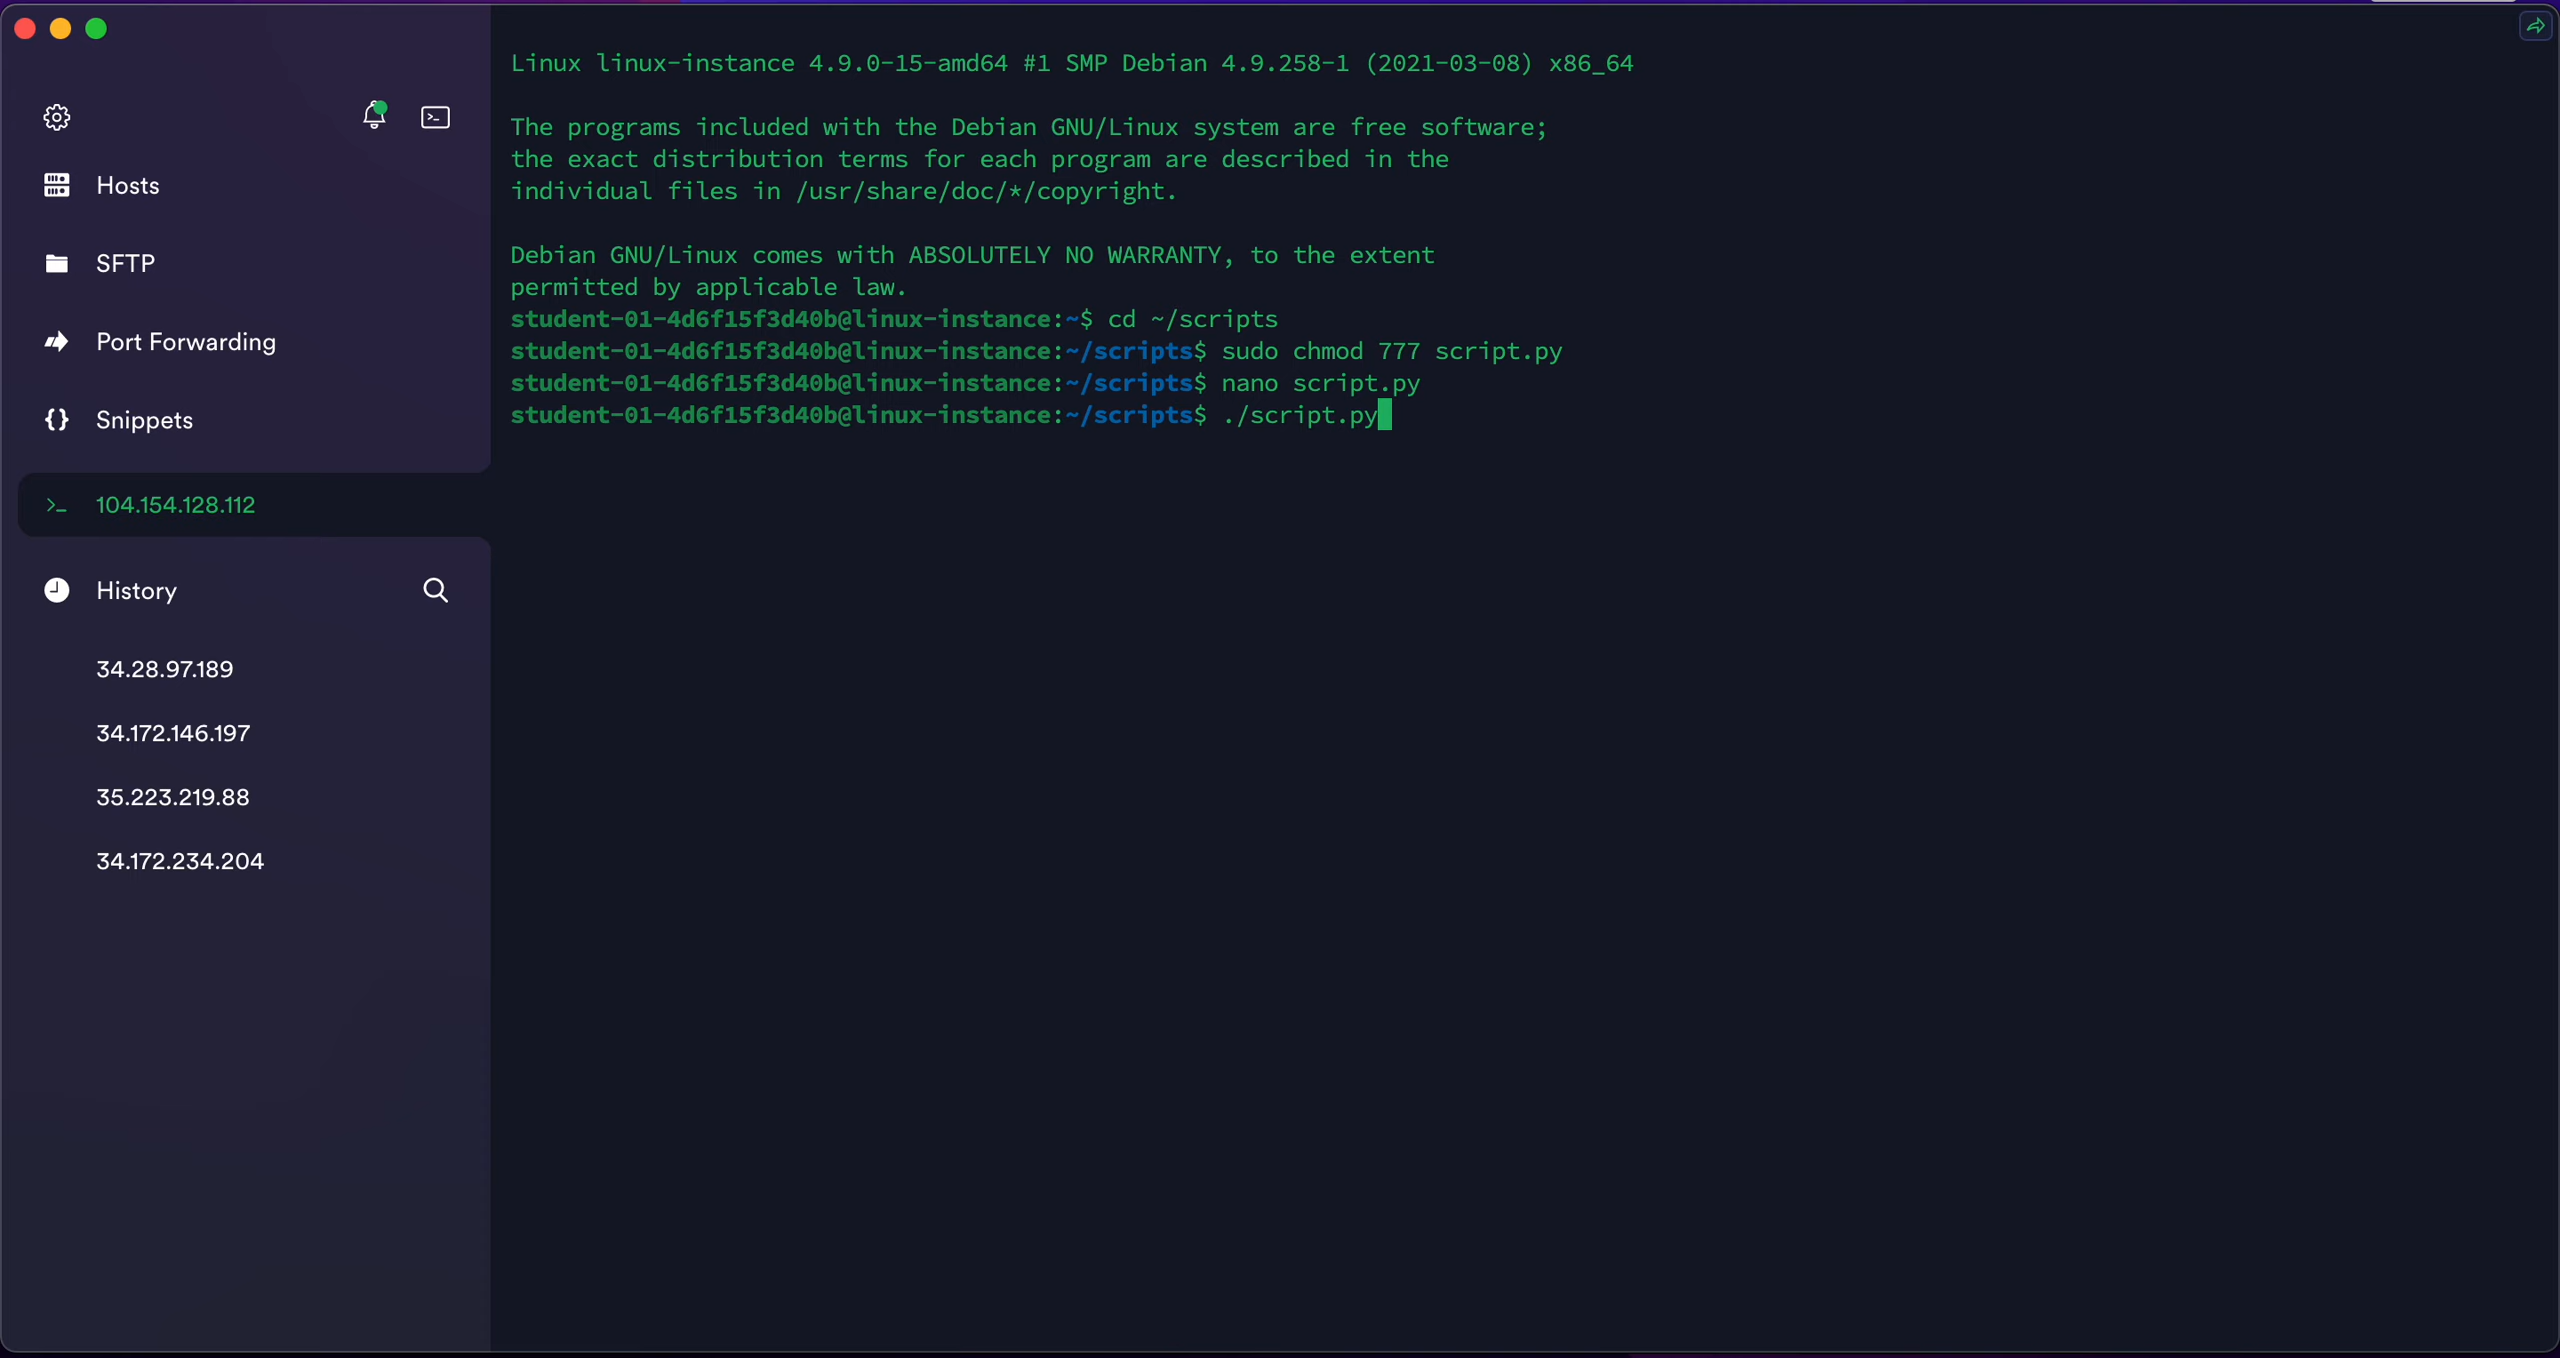 Hosts
SFTP
Port Forwarding
Snippets
>_ 104.154.128.112
History
34.28.97.189
34.172.146.197
35.223.219.88
34.172.234.204
Linux linux-instance 4.9.0-15-amd64 #1 SMP Debian 4.9.258-1 (2021-03-08) x86_64
The programs included with the Debian GNU/Linux system are free software;
the exact distribution terms for each program are described in the
individual files in /usr/share/doc/*/copyright.
Debian GNU/Linux comes with ABSOLUTELY NO WARRANTY, to the extent
permitted by applicable law.
student-01-4d6f15f3d40b@linux-instance:~$ cd ~/scripts
student-01-4d6f15f3d40b@linux-instance:~/scripts$ sudo chmod 777 script.py
student-01-4d6f15f3d40b@linux-instance:~/scripts$ nano script.py
student-01-4d6f15f3d40b@linux-instance:~/scripts$ ./script.py